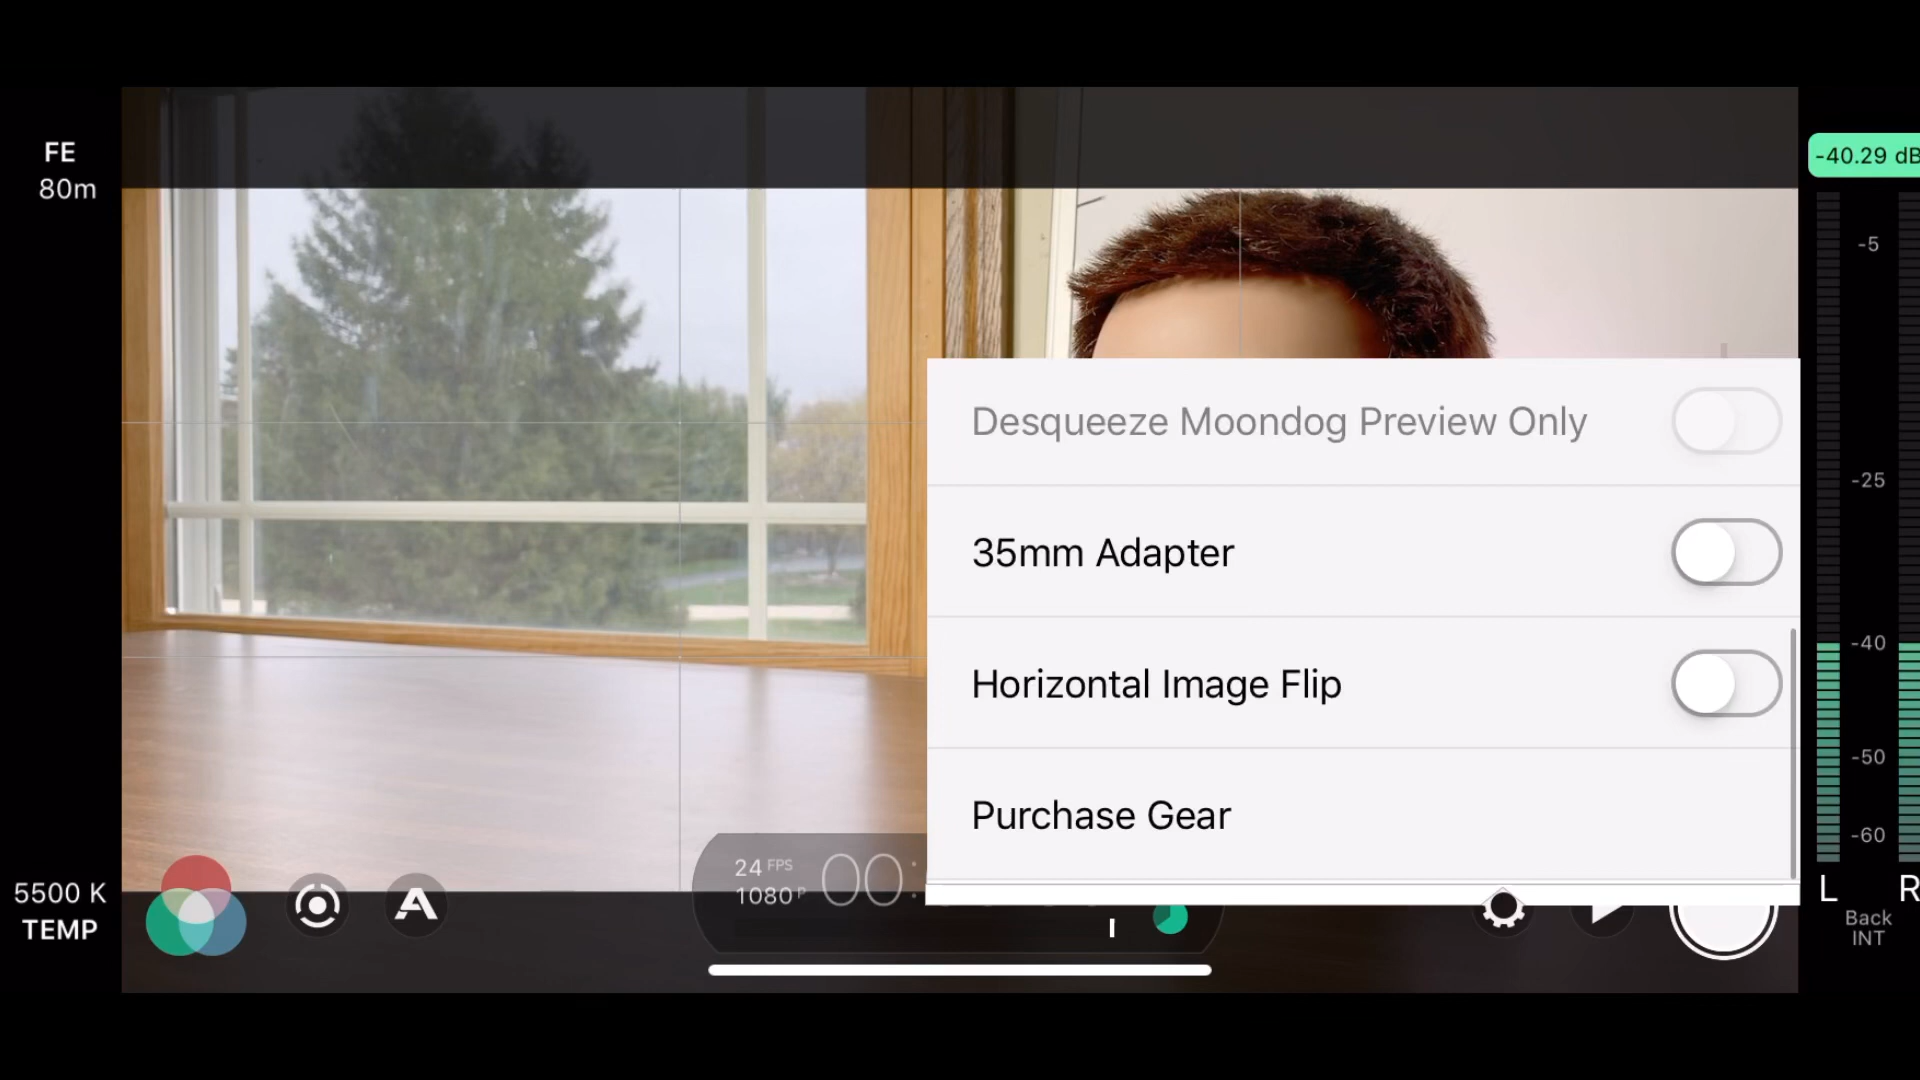 FE
80m
-40.29 dB
-5
-25
-40
-50
-60
L R
Back
INT
Desqueeze Moondog Preview Only
35mm Adapter
Horizontal Image Flip
Purchase Gear
24 FPS
1080P
00:
5500 K
TEMP
A